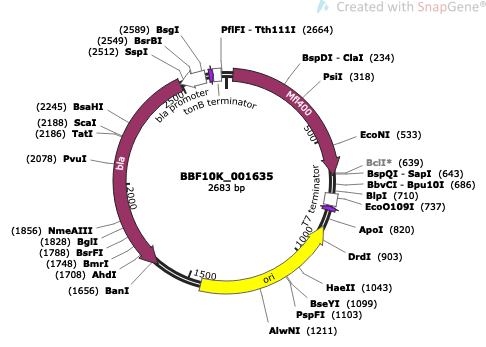 Created with SnapGene®
(2589) BsgI
(2549) BsrBI
(2512) SspI
PflFI - Tth111I (2664)
BspDI - ClaI (234)
PsiI (318)
EcoNI (533)
BclI* (639)
BspQI - SapI (643)
BbvCI - Bpu10I (686)
BlpI (710)
EcoO109I (737)
ApoI (820)
DrdI (903)
HaeII (1043)
BseYI (1099)
PspFI (1103)
AlwNI (1211)
(2245) BsaHI
(2188) ScaI
(2186) TatI
(2078) PvuI
(1856) NmeAIII
(1828) BglI
(1788) BsrFI
(1748) BmrI
(1708) AhdI
(1656) BanI
bla promoter
tonB terminator
Mfl400
T7 terminator
ori
bla
500
1000
1500
2000
2500
BBF10K_001635
2683 bp